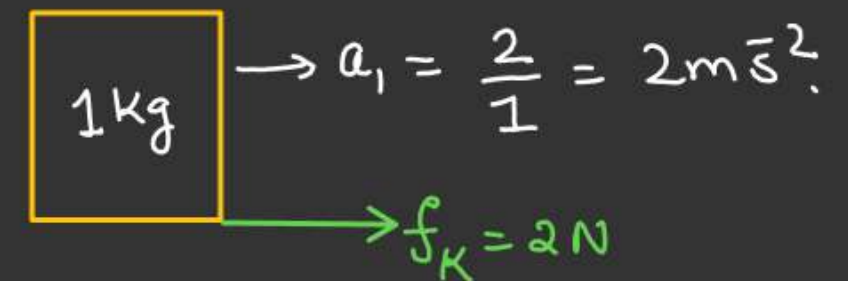 1kg → a₁ = 2/1 = 2ms̄².
f_K = 2N